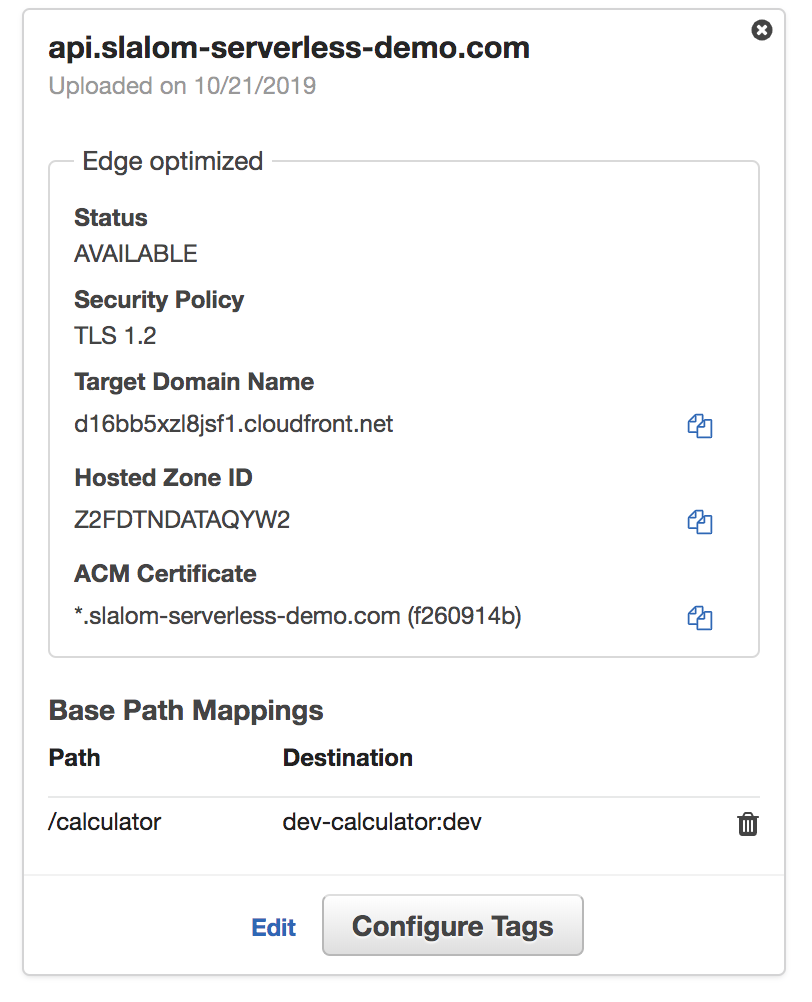 api.slalom-serverless-demo.com
Uploaded on 10/21/2019
Edge optimized
Status
AVAILABLE
Security Policy
TLS 1.2
Target Domain Name
d16bb5xzl8jsf1.cloudfront.net
Hosted Zone ID
Z2FDTNDATAQYW2
ACM Certificate
*.slalom-serverless-demo.com (f260914b)
Base Path Mappings
Path Destination
/calculator dev-calculator:dev
Edit Configure Tags